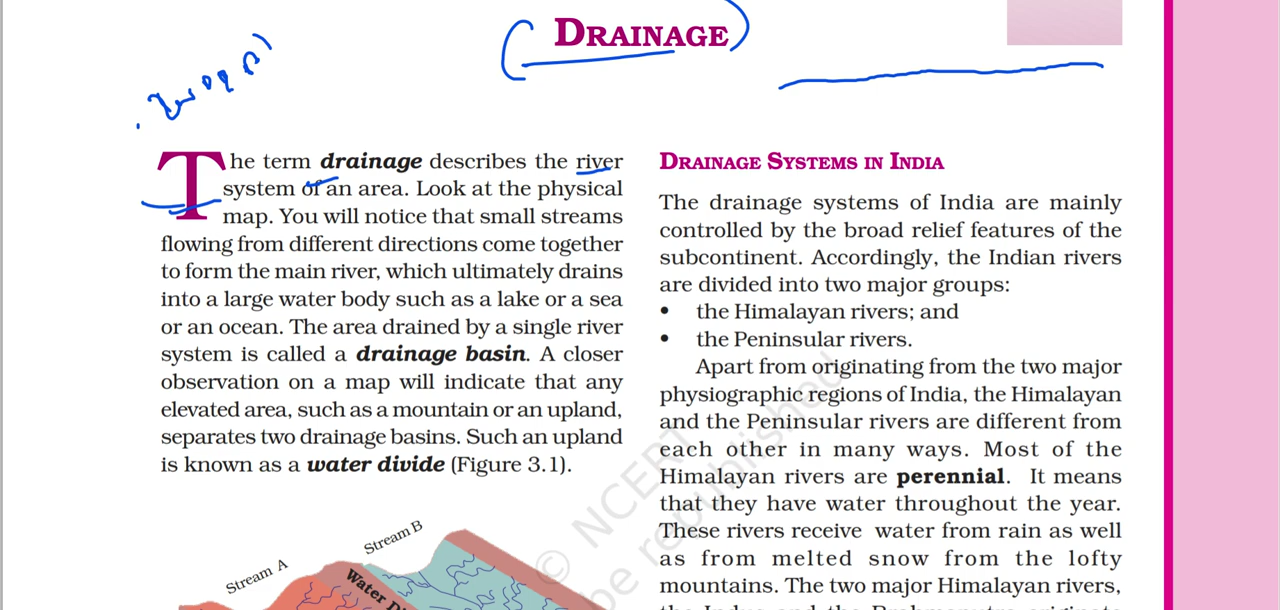 DRAINAGE
The term drainage describes the river
system of an area. Look at the physical
map. You will notice that small streams
flowing from different directions come together
to form the main river, which ultimately drains
into a large water body such as a lake or a sea
or an ocean. The area drained by a single river
system is called a drainage basin. A closer
observation on a map will indicate that any
elevated area, such as a mountain or an upland,
separates two drainage basins. Such an upland
is known as a water divide (Figure 3.1).
Stream A
Stream B
Water
DRAINAGE SYSTEMS IN INDIA
The drainage systems of India are mainly
controlled by the broad relief features of the
subcontinent. Accordingly, the Indian rivers
are divided into two major groups:
• the Himalayan rivers; and
• the Peninsular rivers.
Apart from originating from the two major
physiographic regions of India, the Himalayan
and the Peninsular rivers are different from
each other in many ways. Most of the
Himalayan rivers are perennial. It means
that they have water throughout the year.
These rivers receive water from rain as well
as from melted snow from the lofty
mountains. The two major Himalayan rivers,
© NCERT
be republished